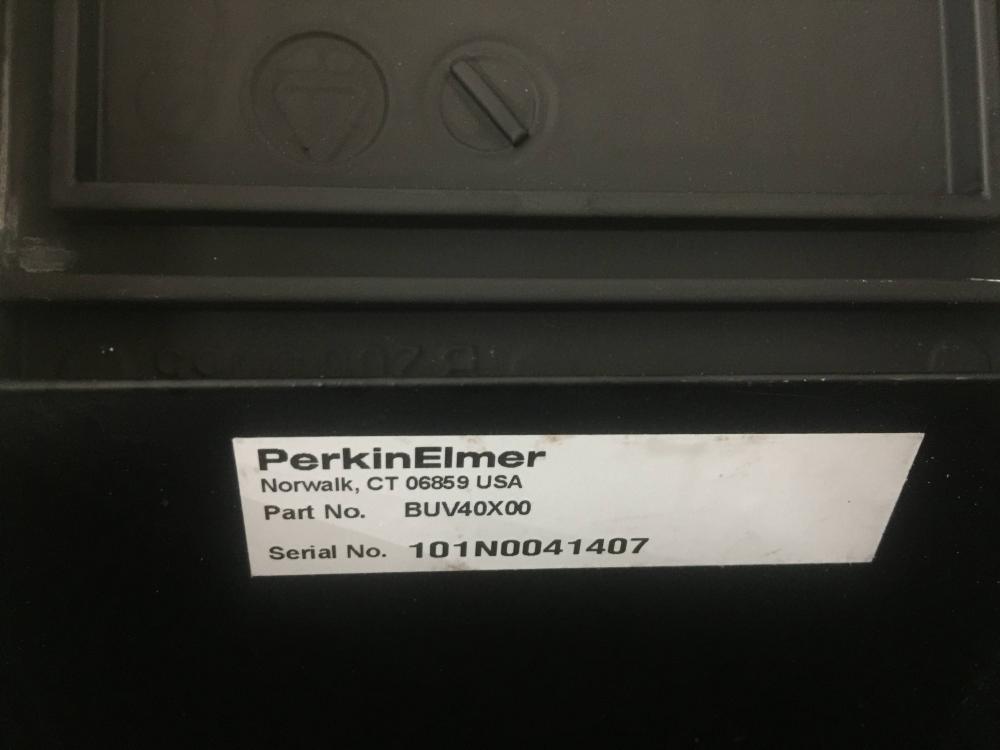 PerkinElmer
Norwalk, CT 06859 USA
Part No. BUV40X00
Serial No. 101N0041407